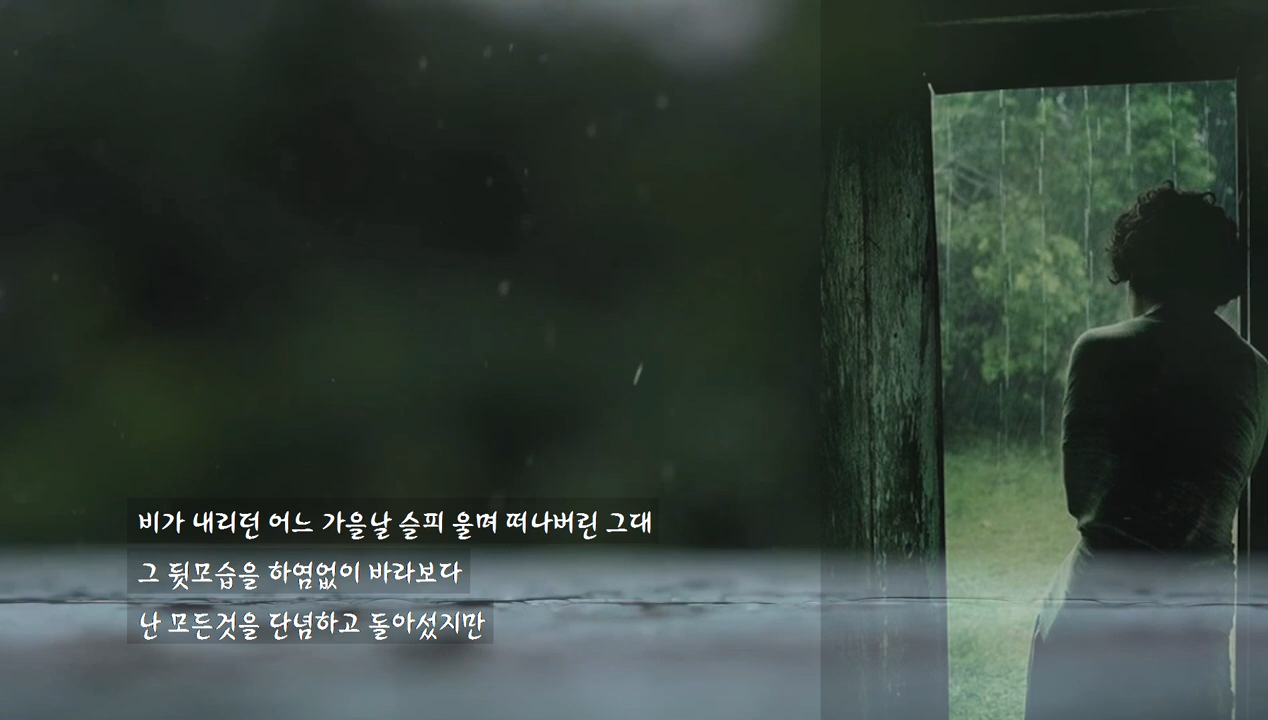 비가 내리던 어느 가을날 슬피 울며 떠나버린 그대
그 뒷모습을 하염없이 바라보다
난 모든것을 단념하고 돌아섰지만